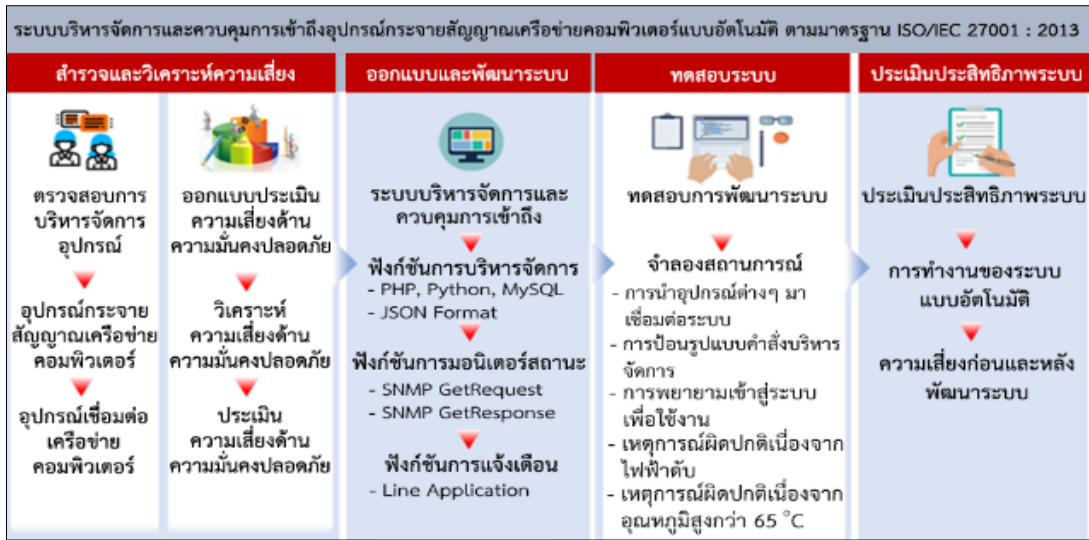 ระบบบริหารจัดการและควบคุมการเข้าถึงอุปกรณ์กระจายสัญญาณเครือข่ายคอมพิวเตอร์แบบอัตโนมัติ ตามมาตรฐาน ISO/IEC 27001 : 2013
สำรวจและวิเคราะห์ความเสี่ยง
ตรวจสอบการ
บริหารจัดการ
อุปกรณ์
อุปกรณ์กระจาย
สัญญาณเครือข่าย
คอมพิวเตอร์
อุปกรณ์เชื่อมต่อ
เครือข่าย
คอมพิวเตอร์
ออกแบบประเมิน
ความเสี่ยงด้าน
ความมั่นคงปลอดภัย
วิเคราะห์
ความเสี่ยงด้าน
ความมั่นคงปลอดภัย
ประเมิน
ความเสี่ยงด้าน
ความมั่นคงปลอดภัย
ออกแบบและพัฒนาระบบ
ระบบบริหารจัดการและ
ควบคุมการเข้าถึง
ฟังก์ชันการบริหารจัดการ
- PHP, Python, MySQL
- JSON Format
ฟังก์ชันการมอนิเตอร์สถานะ
- SNMP GetRequest
- SNMP GetResponse
ฟังก์ชันการแจ้งเตือน
- Line Application
ทดสอบระบบ
ทดสอบการพัฒนาระบบ
จำลองสถานการณ์
- การนำอุปกรณ์ต่างๆ มา
เชื่อมต่อระบบ
- การป้อนรูปแบบคำสั่งบริหาร
จัดการ
- การพยายามเข้าสู่ระบบ
เพื่อใช้งาน
- เหตุการณ์ผิดปกติเนื่องจาก
ไฟฟ้าดับ
- เหตุการณ์ผิดปกติเนื่องจาก
อุณหภูมิสูงกว่า 65 °C
ประเมินประสิทธิภาพระบบ
ประเมินประสิทธิภาพระบบ
การทำงานของระบบ
แบบอัตโนมัติ
ความเสี่ยงก่อนและหลัง
พัฒนาระบบ